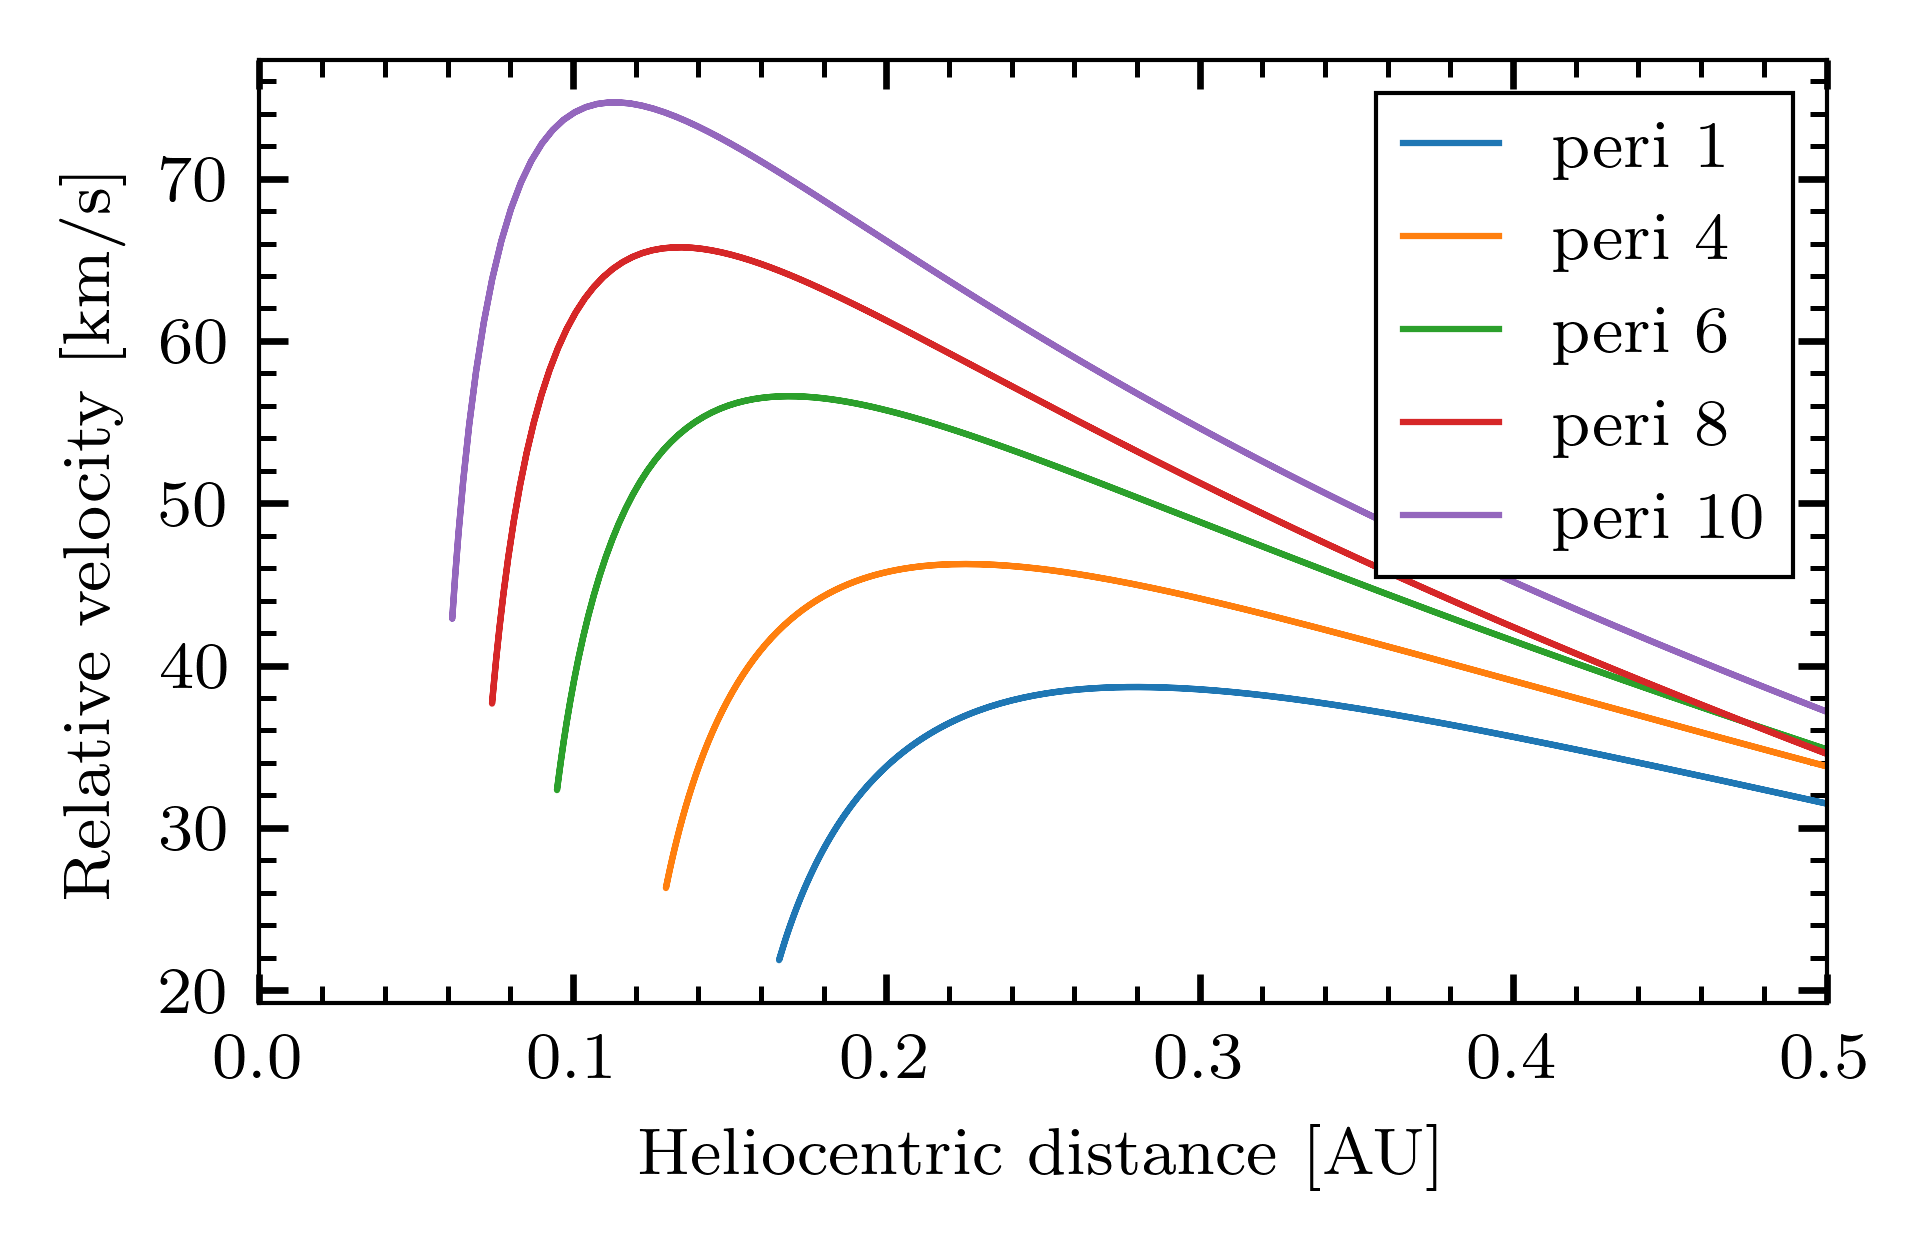 Relative velocity [km/s]
70
60
50
40
30
20
0.0 0.1 0.2 0.3 0.4 0.5
Heliocentric distance [AU]
peri 1
peri 4
peri 6
peri 8
peri 10